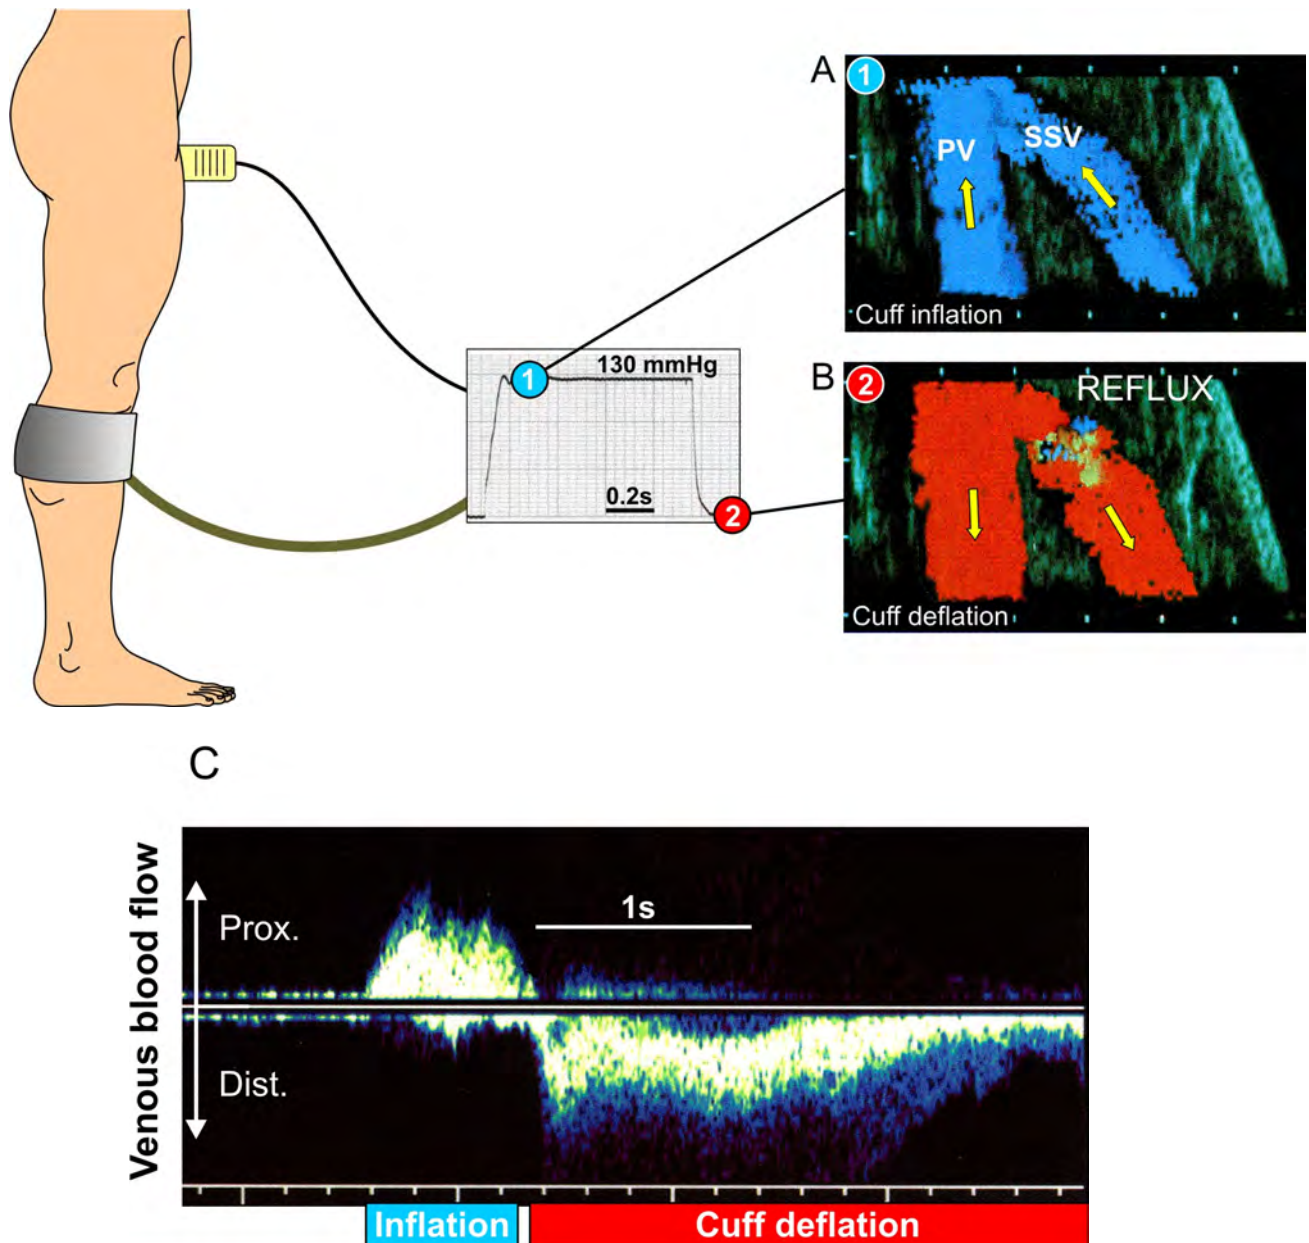 A
1
PV
SSV
Cuff inflation
130 mmHg
1
0.2s
2
B
2
REFLUX
Cuff deflation
C
Venous blood flow
Prox.
Dist.
1s
Inflation
Cuff deflation